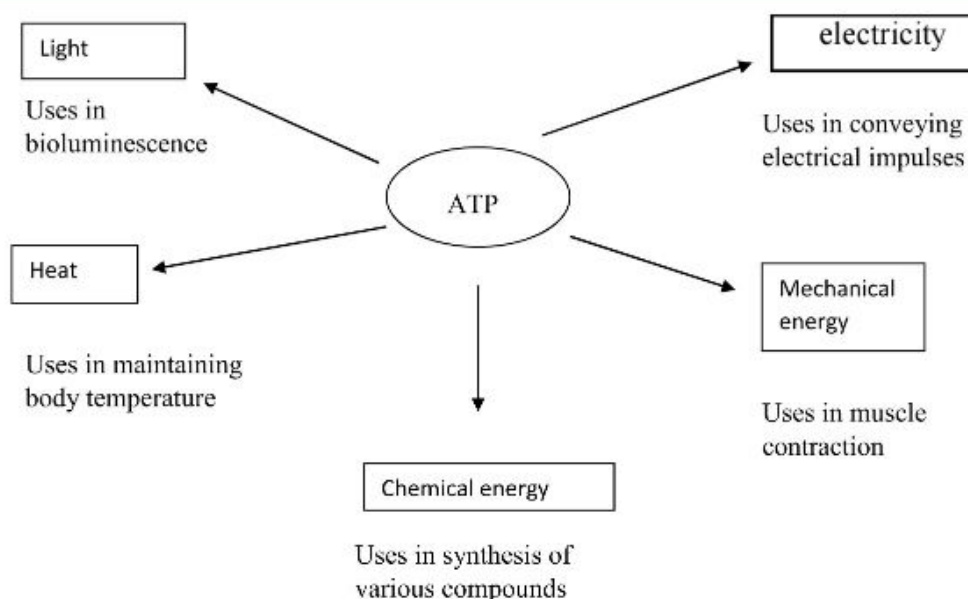 Light
Uses in
bioluminescence
electricity
Uses in conveying
electrical impulses
ATP
Heat
Uses in maintaining
body temperature
Mechanical
energy
Uses in muscle
contraction
Chemical energy
Uses in synthesis of
various compounds